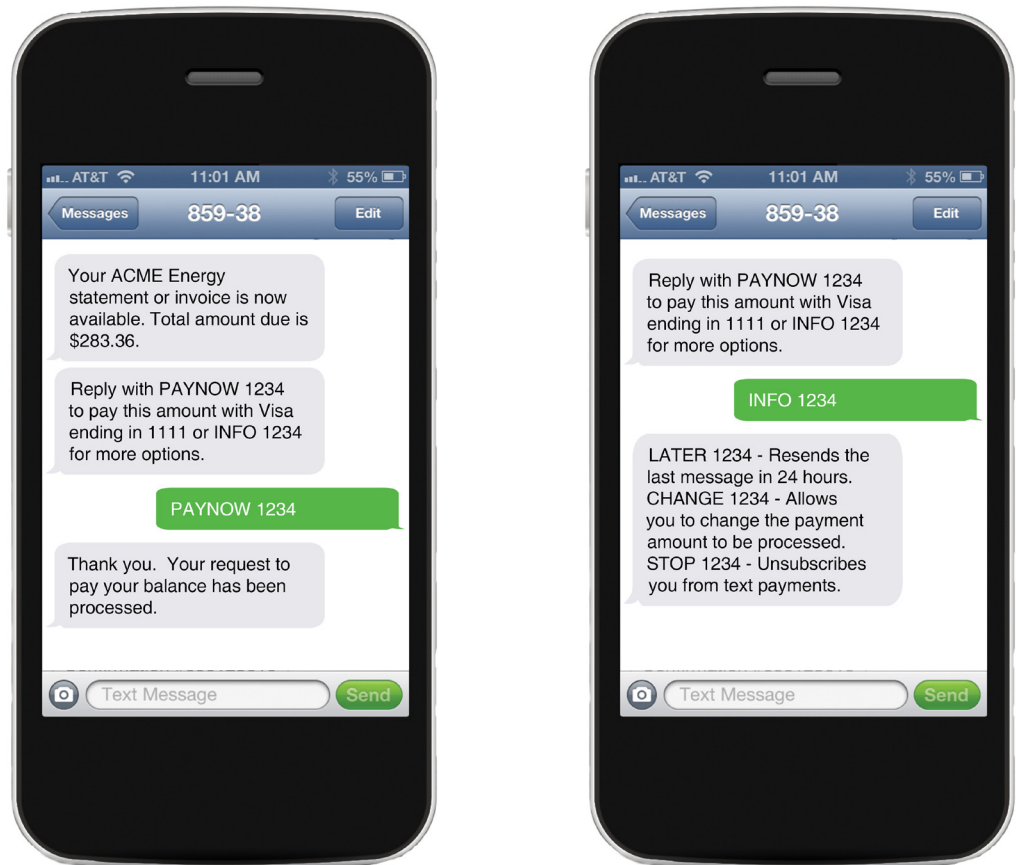 AT&T 11:01 AM 55%
Messages 859-38 Edit
Your ACME Energy
statement or invoice is now
available. Total amount due is
$283.36.
Reply with PAYNOW 1234
to pay this amount with Visa
ending in 1111 or INFO 1234
for more options.
PAYNOW 1234
Thank you.  Your request to
pay your balance has been
processed.
Text Message Send
AT&T 11:01 AM 55%
Messages 859-38 Edit
Reply with PAYNOW 1234
to pay this amount with Visa
ending in 1111 or INFO 1234
for more options.
INFO 1234
LATER 1234 - Resends the
last message in 24 hours.
CHANGE 1234 - Allows
you to change the payment
amount to be processed.
STOP 1234 - Unsubscribes
you from text payments.
Text Message Send